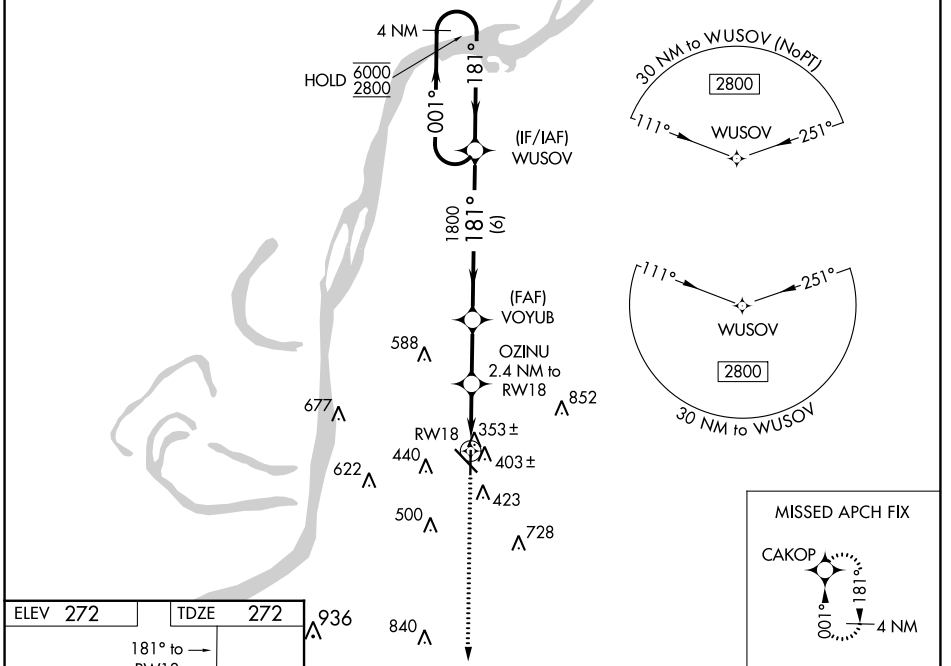 4 NM
HOLD 6000
2800
001°
181°
(IF/IAF)
WUSOV
1800
181°
(6)
(FAF)
VOYUB
OZINU
2.4 NM to
RW18
588
677
852
RW18
353 ±
403 ±
440
622
423
500
728
936
840
30 NM to WUSOV (NoPT)
2800
111°
WUSOV
251°
111°
251°
WUSOV
2800
30 NM to WUSOV
MISSED APCH FIX
CAKOP
001°
181°
4 NM
ELEV 272
TDZE 272
181° to
RW18